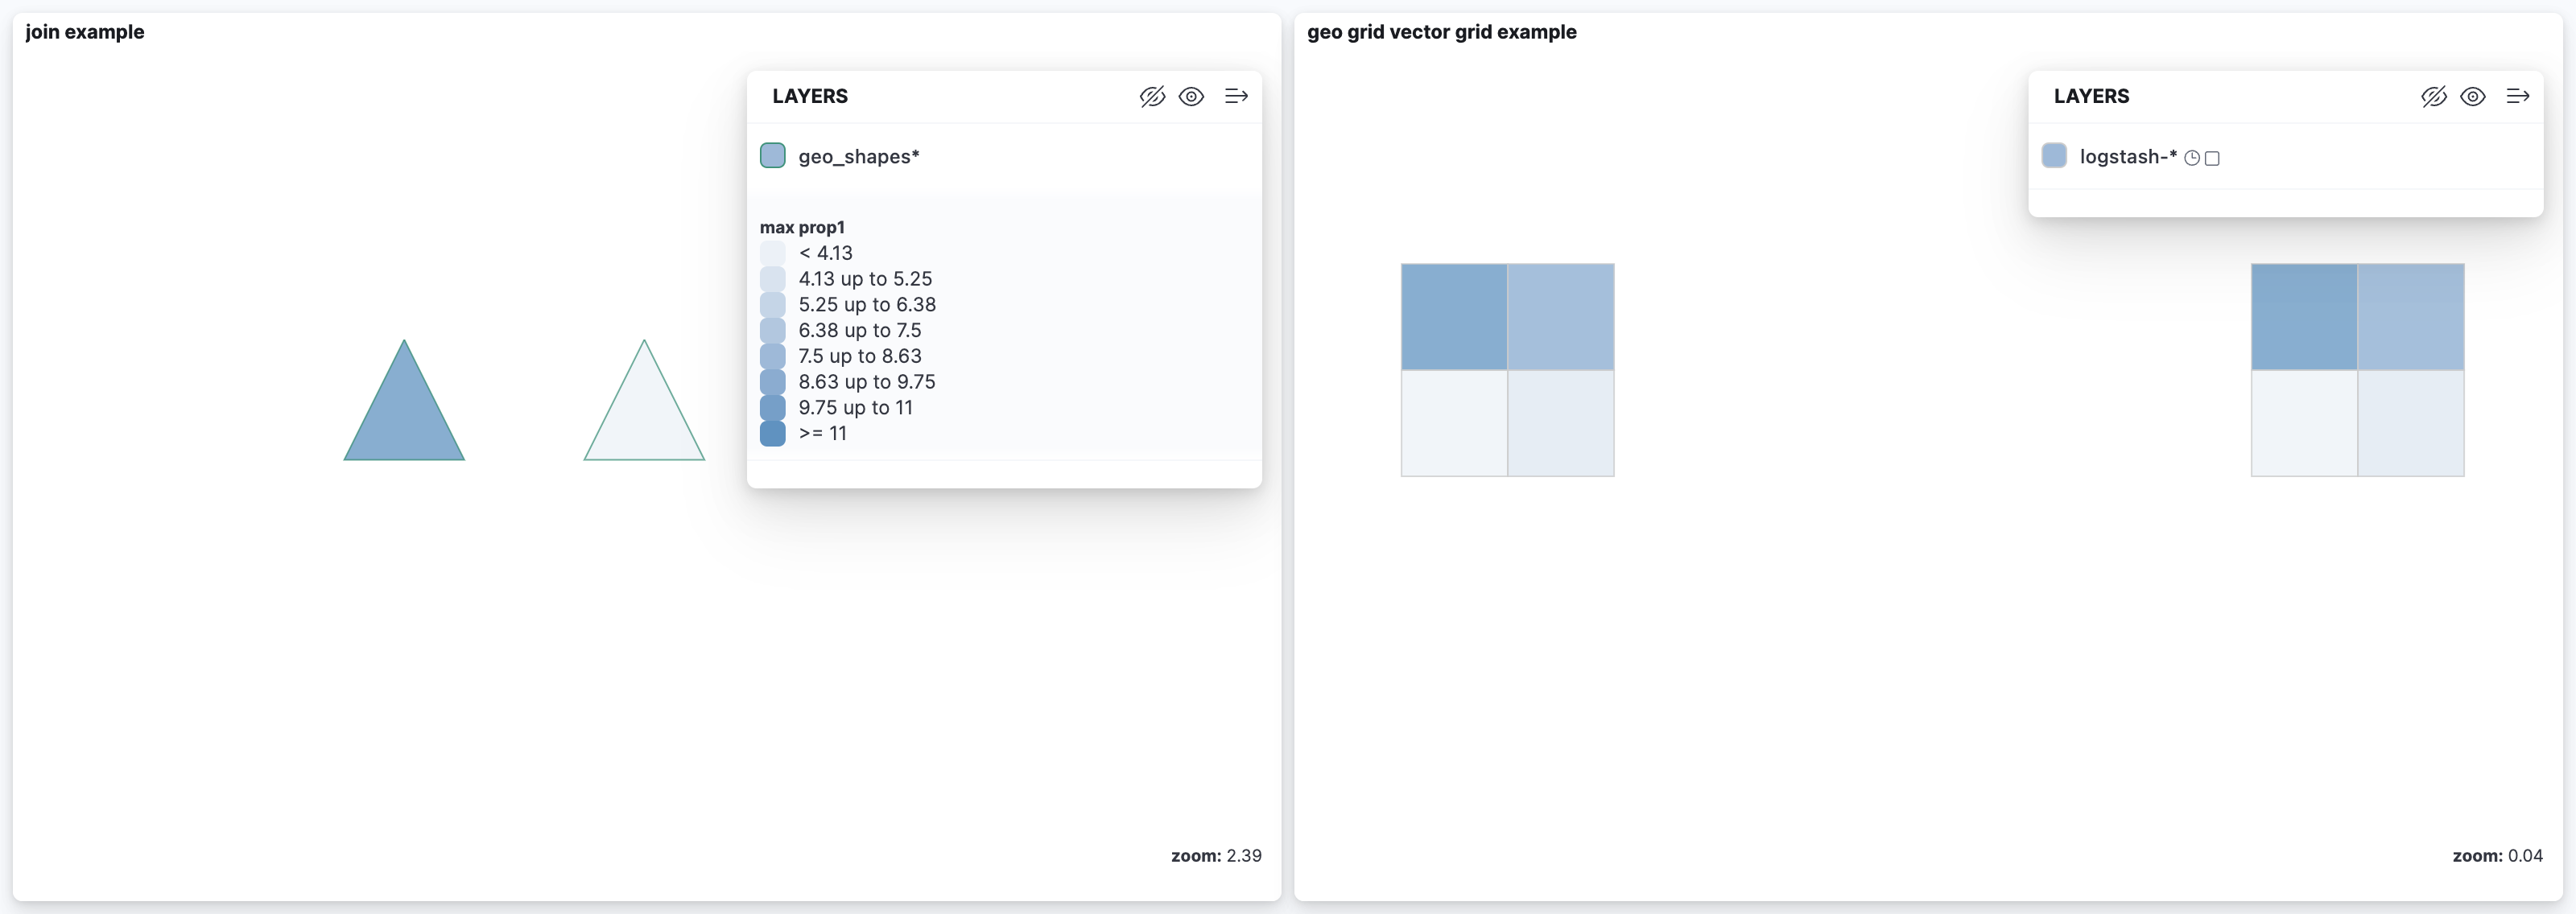 join example
LAYERS
geo_shapes*
max prop1
< 4.13
4.13 up to 5.25
5.25 up to 6.38
6.38 up to 7.5
7.5 up to 8.63
8.63 up to 9.75
9.75 up to 11
>= 11
zoom: 2.39
geo grid vector grid example
LAYERS
logstash-*
zoom: 0.04